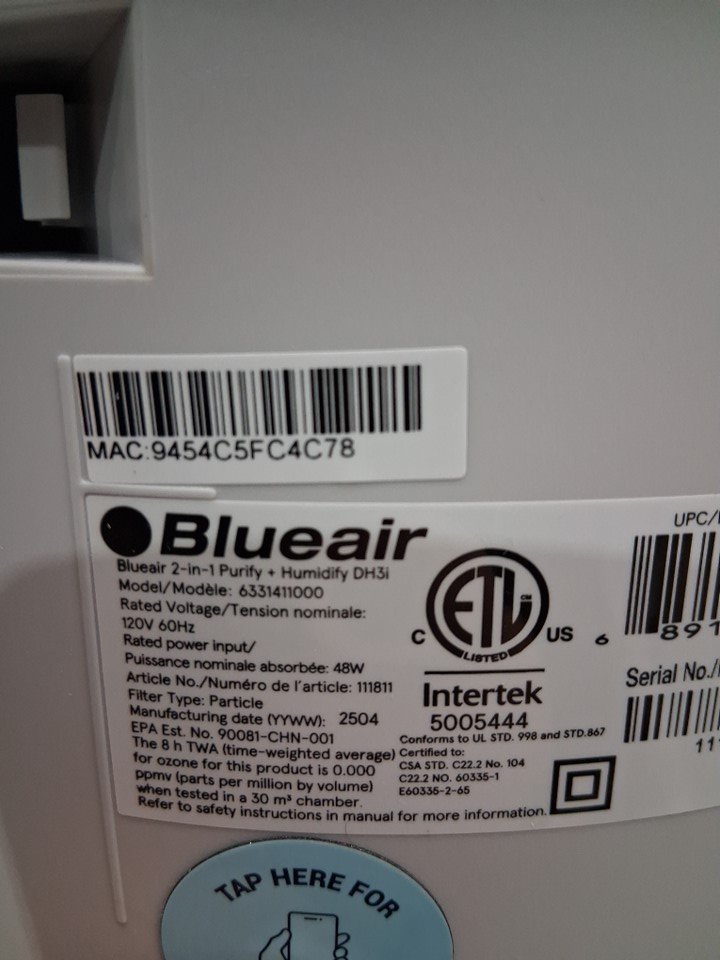 MAC:9454C5FC4C78
Blueair
Blueair 2-in-1 Purify + Humidify DH3i
Model/Modèle: 6331411000
Rated Voltage/Tension nominale:
120V 60Hz
Rated power input/
Puissance nominale absorbée: 48W
Article No./Numéro de l'article: 111811
Filter Type: Particle
Manufacturing date (YYWW): 2504
EPA Est. No. 90081-CHN-001
The 8 h TWA (time-weighted average)
for ozone for this product is 0.000
ppmv (parts per million by volume)
when tested in a 30 m³ chamber.
Refer to safety instructions in manual for more information.
ETL
CM
LISTED
C US
Intertek
5005444
Conforms to UL STD. 998 and STD.867
Certified to:
CSA STD. C22.2 No. 104
C22.2 NO. 60335-1
E60335-2-65
UPC/
6 891
Serial No./
11
TAP HERE FOR